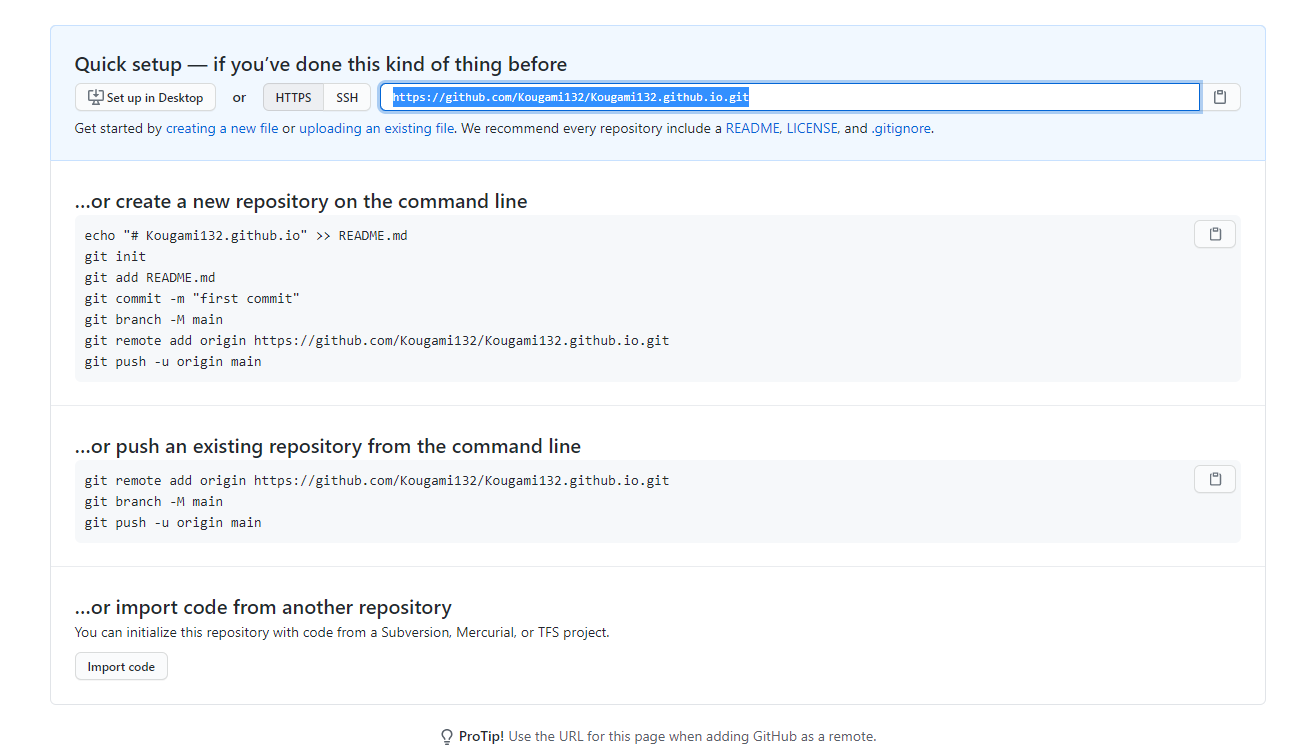 Quick setup — if you’ve done this kind of thing before
Set up in Desktop or HTTPS SSH https://github.com/Kougami132/Kougami132.github.io.git
Get started by creating a new file or uploading an existing file. We recommend every repository include a README, LICENSE, and .gitignore.
…or create a new repository on the command line
echo "# Kougami132.github.io" >> README.md
git init
git add README.md
git commit -m "first commit"
git branch -M main
git remote add origin https://github.com/Kougami132/Kougami132.github.io.git
git push -u origin main
…or push an existing repository from the command line
git remote add origin https://github.com/Kougami132/Kougami132.github.io.git
git branch -M main
git push -u origin main
…or import code from another repository
You can initialize this repository with code from a Subversion, Mercurial, or TFS project.
Import code
ProTip! Use the URL for this page when adding GitHub as a remote.